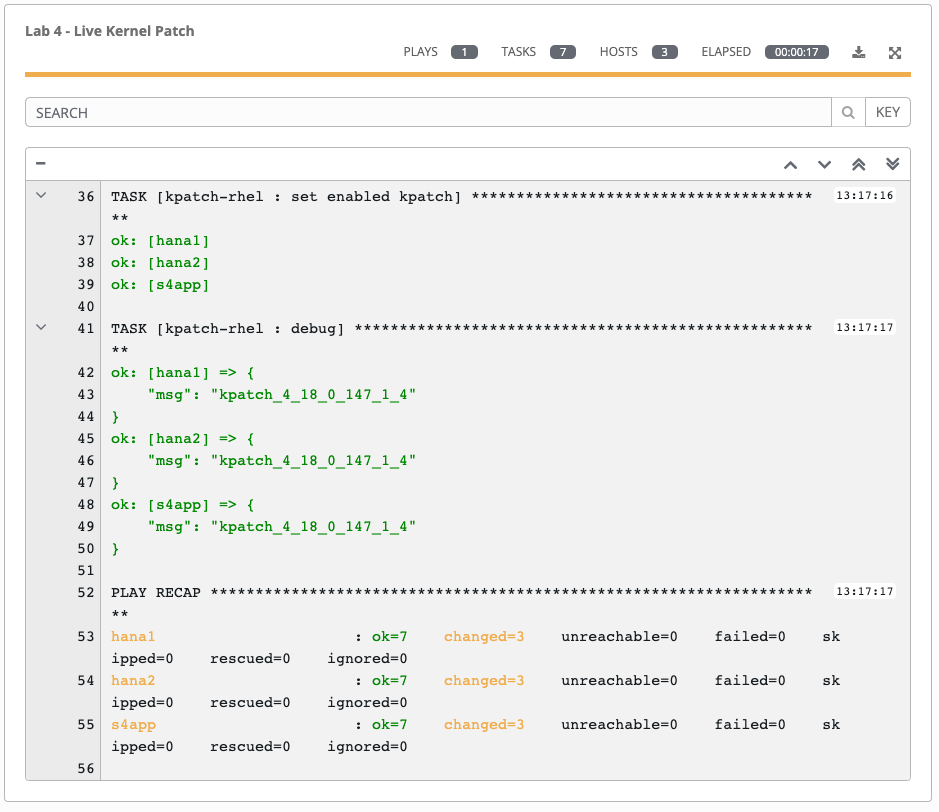 Lab 4 - Live Kernel Patch
PLAYS 1 TASKS 7 HOSTS 3 ELAPSED 00:00:17
SEARCH KEY
36 TASK [kpatch-rhel : set enabled kpatch] ************************************** 13:17:16
**
37 ok: [hana1]
38 ok: [hana2]
39 ok: [s4app]
40
41 TASK [kpatch-rhel : debug] *************************************************** 13:17:17
**
42 ok: [hana1] => {
43 "msg": "kpatch_4_18_0_147_1_4"
44 }
45 ok: [hana2] => {
46 "msg": "kpatch_4_18_0_147_1_4"
47 }
48 ok: [s4app] => {
49 "msg": "kpatch_4_18_0_147_1_4"
50 }
51
52 PLAY RECAP ******************************************************************* 13:17:17
**
53 hana1 : ok=7 changed=3 unreachable=0 failed=0 sk
ipped=0 rescued=0 ignored=0
54 hana2 : ok=7 changed=3 unreachable=0 failed=0 sk
ipped=0 rescued=0 ignored=0
55 s4app : ok=7 changed=3 unreachable=0 failed=0 sk
ipped=0 rescued=0 ignored=0
56